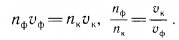 n_ф v_ф = n_к v_к, n_ф/n_к = v_к/v_ф.